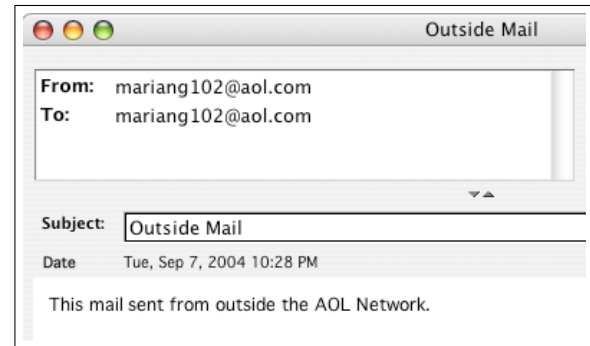 Outside Mail
From: mariang102@aol.com
To: mariang102@aol.com
Subject: Outside Mail
Date Tue, Sep 7, 2004 10:28 PM
This mail sent from outside the AOL Network.